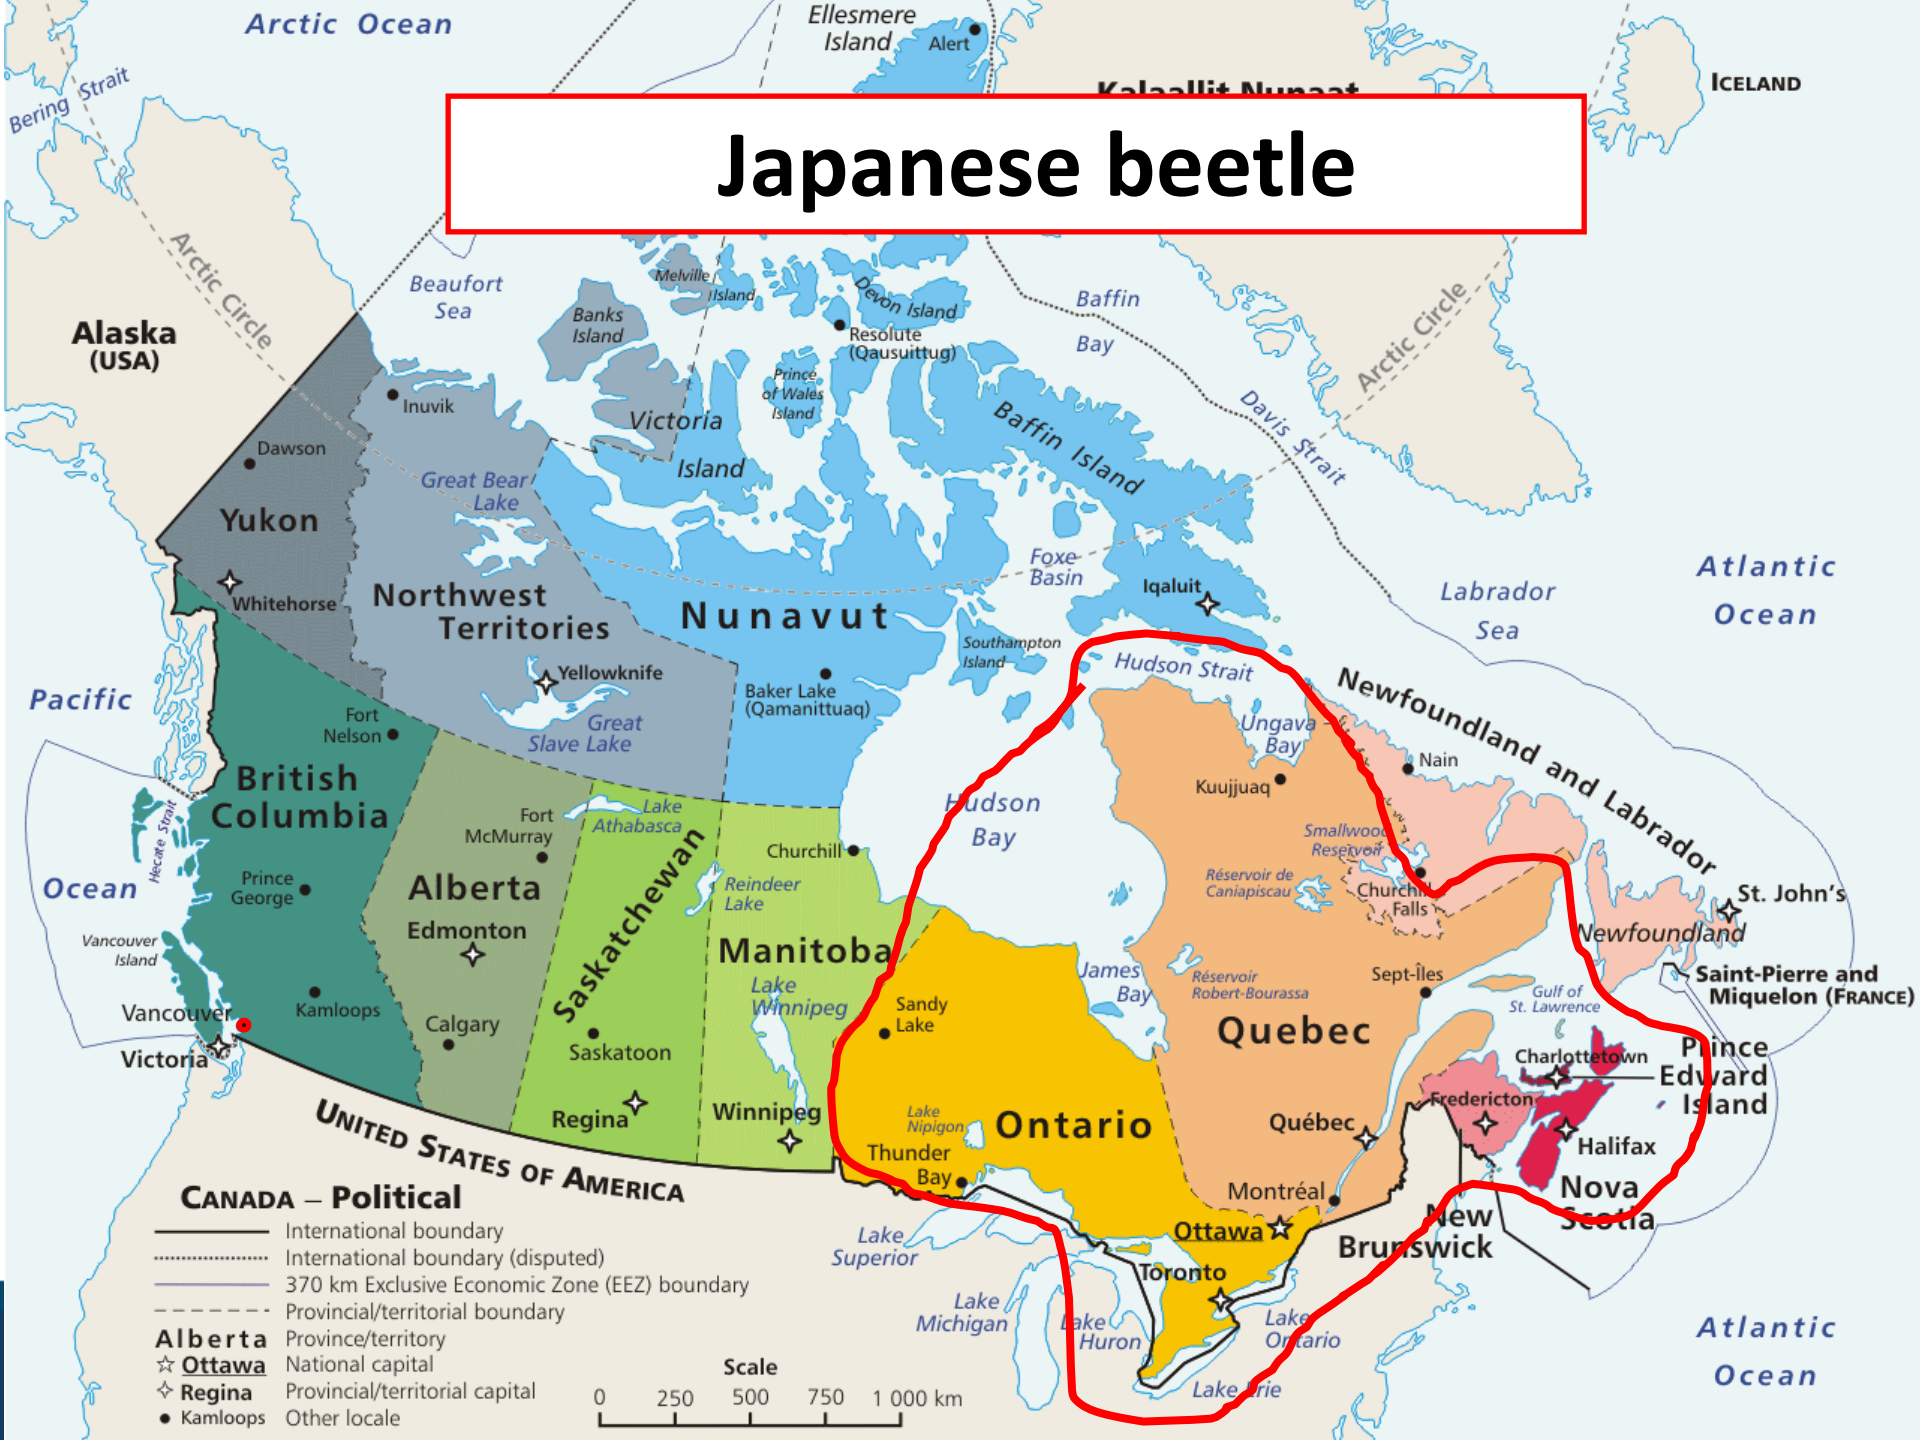 Arctic Ocean
Ellesmere
Island
Alert
Bering Strait
ICELAND
Kalaallit Nunaat
Japanese beetle
Arctic Circle
Beaufort
Sea
Melville
Island
Devon Island
Banks
Island
Baffin
Bay
Alaska
(USA)
Resolute
(Qausuittuq)
Arctic Circle
Prince
of Wales
Island
Inuvik
Victoria
Island
Baffin Island
Davis Strait
Dawson
Great Bear
Lake
Yukon
Foxe
Basin
Atlantic
Ocean
Whitehorse
Northwest
Territories
Nunavut
Iqaluit
Labrador
Sea
Southampton
Island
Hudson Strait
Yellowknife
Baker Lake
(Qamanittuaq)
Newfoundland and Labrador
Pacific
Ocean
Fort
Nelson
Great
Slave Lake
Ungava
Bay
Nain
British
Columbia
Kuujjuaq
Hecate Strait
Fort
McMurray
Lake
Athabasca
Hudson
Bay
Smallwood
Reservoir
Saskatchewan
Churchill
Prince
George
Alberta
Reindeer
Lake
Réservoir de
Caniapiscau
Churchill
Falls
St. John's
Edmonton
Vancouver
Island
Manitoba
Newfoundland
Lake
Winnipeg
James
Bay
Réservoir
Robert-Bourassa
Sept-Îles
Saint-Pierre and
Miquelon (FRANCE)
Gulf of
St. Lawrence
Vancouver
Kamloops
Calgary
Sandy
Lake
Quebec
Victoria
Saskatoon
Charlottetown
Prince
Edward
Island
Regina
Winnipeg
Lake
Nipigon
Ontario
Fredericton
Québec
Halifax
UNITED STATES OF AMERICA
Thunder
Bay
Montréal
Nova
Scotia
New
Brunswick
Ottawa
Lake
Superior
Toronto
Lake
Michigan
Lake
Huron
Lake
Ontario
Lake Erie
Atlantic
Ocean
CANADA – Political
International boundary
International boundary (disputed)
370 km Exclusive Economic Zone (EEZ) boundary
Provincial/territorial boundary
Alberta Province/territory
Ottawa National capital
Regina Provincial/territorial capital
Kamloops Other locale
Scale
0 250 500 750 1 000 km